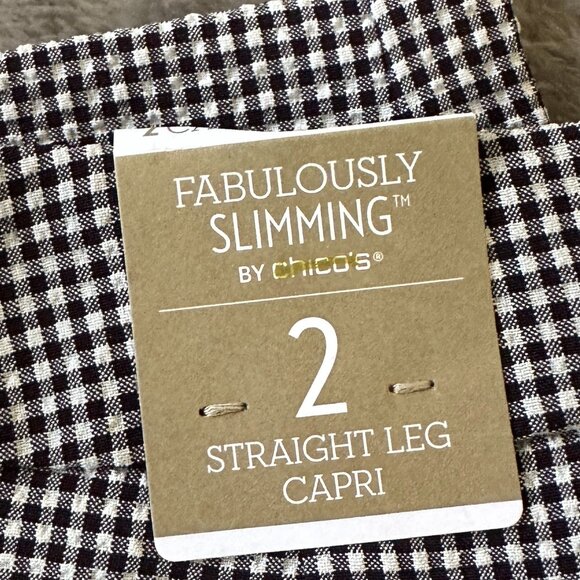 FABULOUSLY
SLIMMING™
BY chico's®
2
STRAIGHT LEG
CAPRI